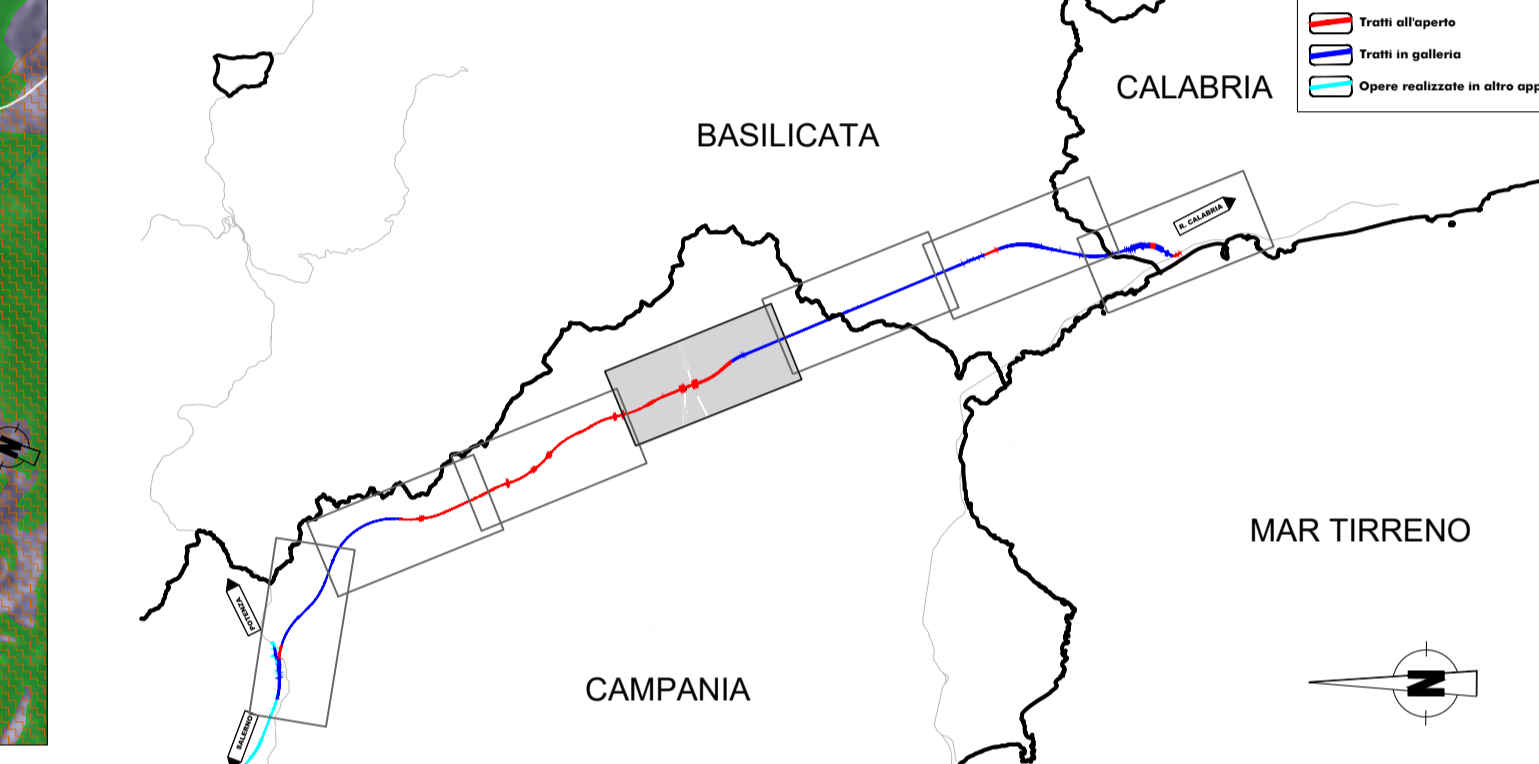 Tratti all'aperto
Tratti in galleria
Opere realizzate in altro app
CALABRIA
BASILICATA
R. CALABRIA
N
MAR TIRRENO
POTENZA
CAMPANIA
N
SALERNO